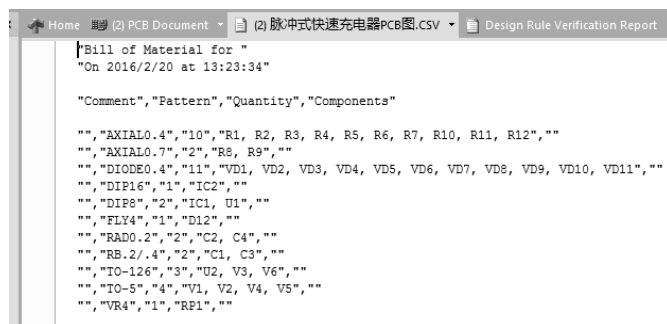 Home (2) PCB Document (2) 脉冲式快速充电器PCB图.CSV Design Rule Verification Report
"Bill of Material for "
"On 2016/2/20 at 13:23:34"
"Comment","Pattern","Quantity","Components"
"","AXIAL0.4","10","R1, R2, R3, R4, R5, R6, R7, R10, R11, R12",""
"","AXIAL0.7","2","R8, R9",""
"","DIODE0.4","11","VD1, VD2, VD3, VD4, VD5, VD6, VD7, VD8, VD9, VD10, VD11",""
"","DIP16","1","IC2",""
"","DIP8","2","IC1, U1",""
"","FLY4","1","D12",""
"","RAD0.2","2","C2, C4",""
"","RB.2/.4","2","C1, C3",""
"","TO-126","3","U2, V3, V6",""
"","TO-5","4","V1, V2, V4, V5",""
"","VR4","1","RP1",""